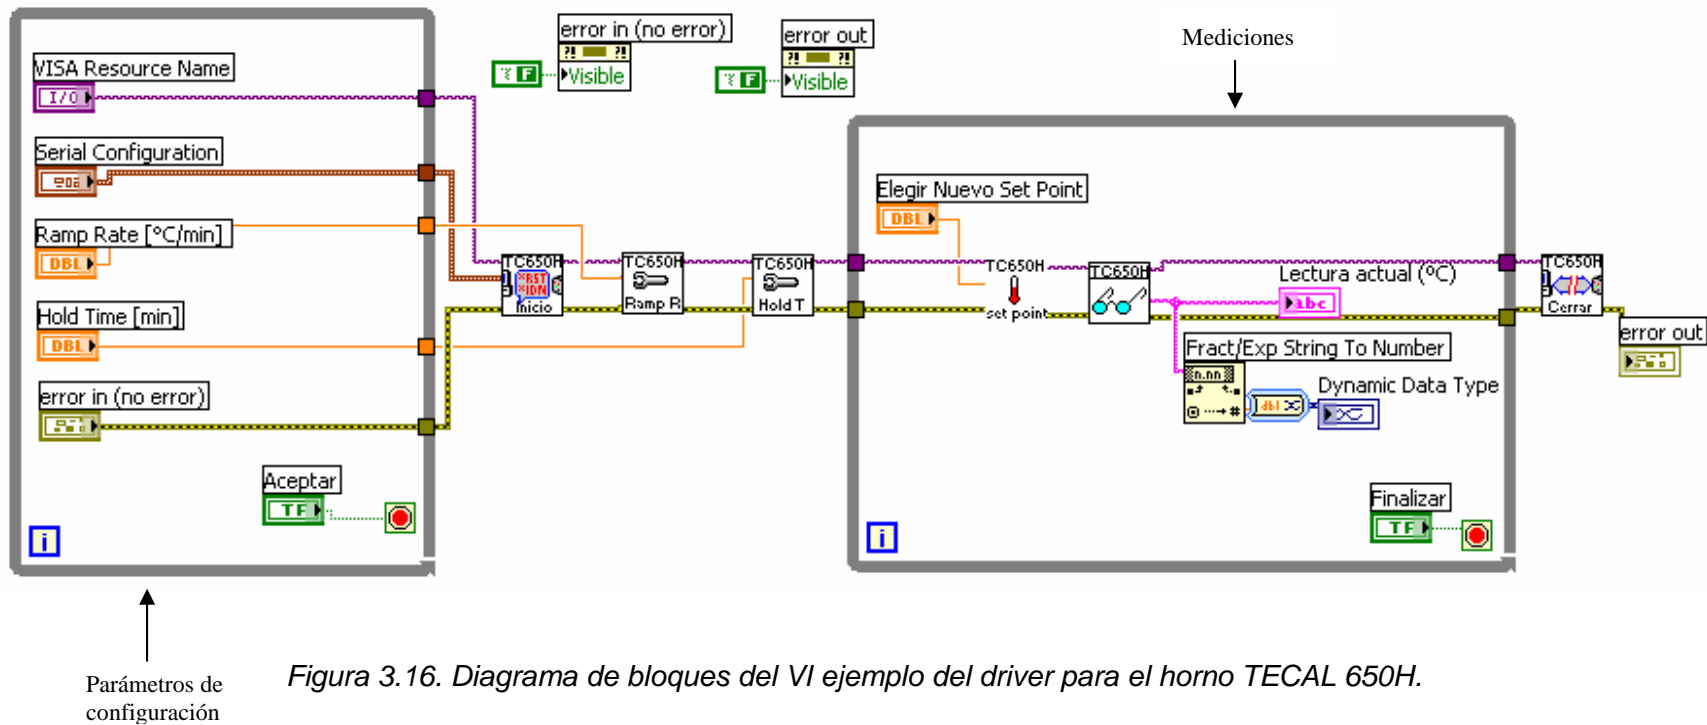 error in (no error)
?! ?!
F
Visible
error out
?! ?!
F
Visible
Mediciones
VISA Resource Name
I/O
Serial Configuration
Ramp Rate [°C/min]
DBL
Hold Time [min]
DBL
error in (no error)
Aceptar
TF
i
TC650H
*RST
*IDN
Inicio
TC650H
Ramp R
TC650H
Hold T
Elegir Nuevo Set Point
DBL
TC650H
set point
TC650H
Lectura actual (ºC)
abc
Fract/Exp String To Number
n.nn
#
dbl
Dynamic Data Type
Finalizar
TF
i
TC650H
Cerrar
error out
Parámetros de
configuración
Figura 3.16. Diagrama de bloques del VI ejemplo del driver para el horno TECAL 650H.